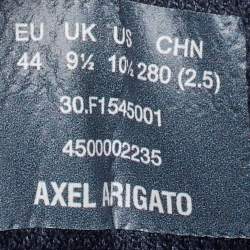 EU UK US CHN
44 9½ 10½ 280 (2.5)
30.F1545001
4500002235
AXEL ARIGATO